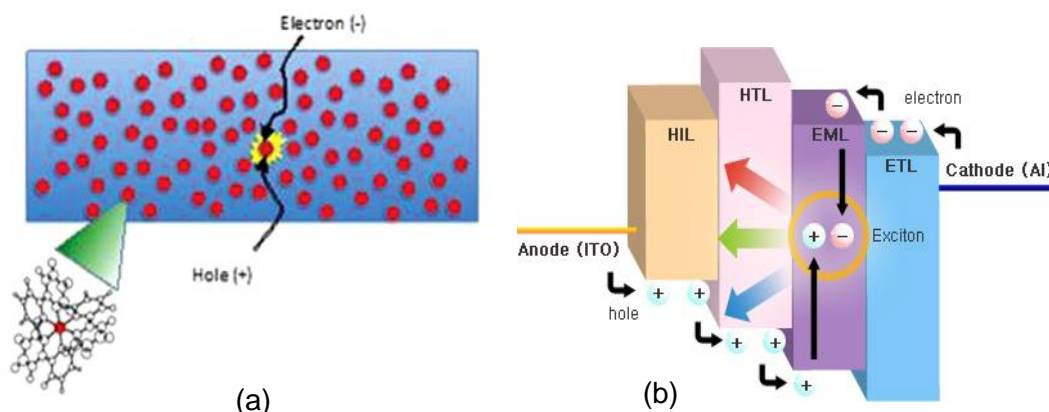 Electron (-)
Hole (+)
(a)
HTL
electron
HIL
EML
ETL
Cathode (Al)
Anode (ITO)
Exciton
hole
(b)
+
-